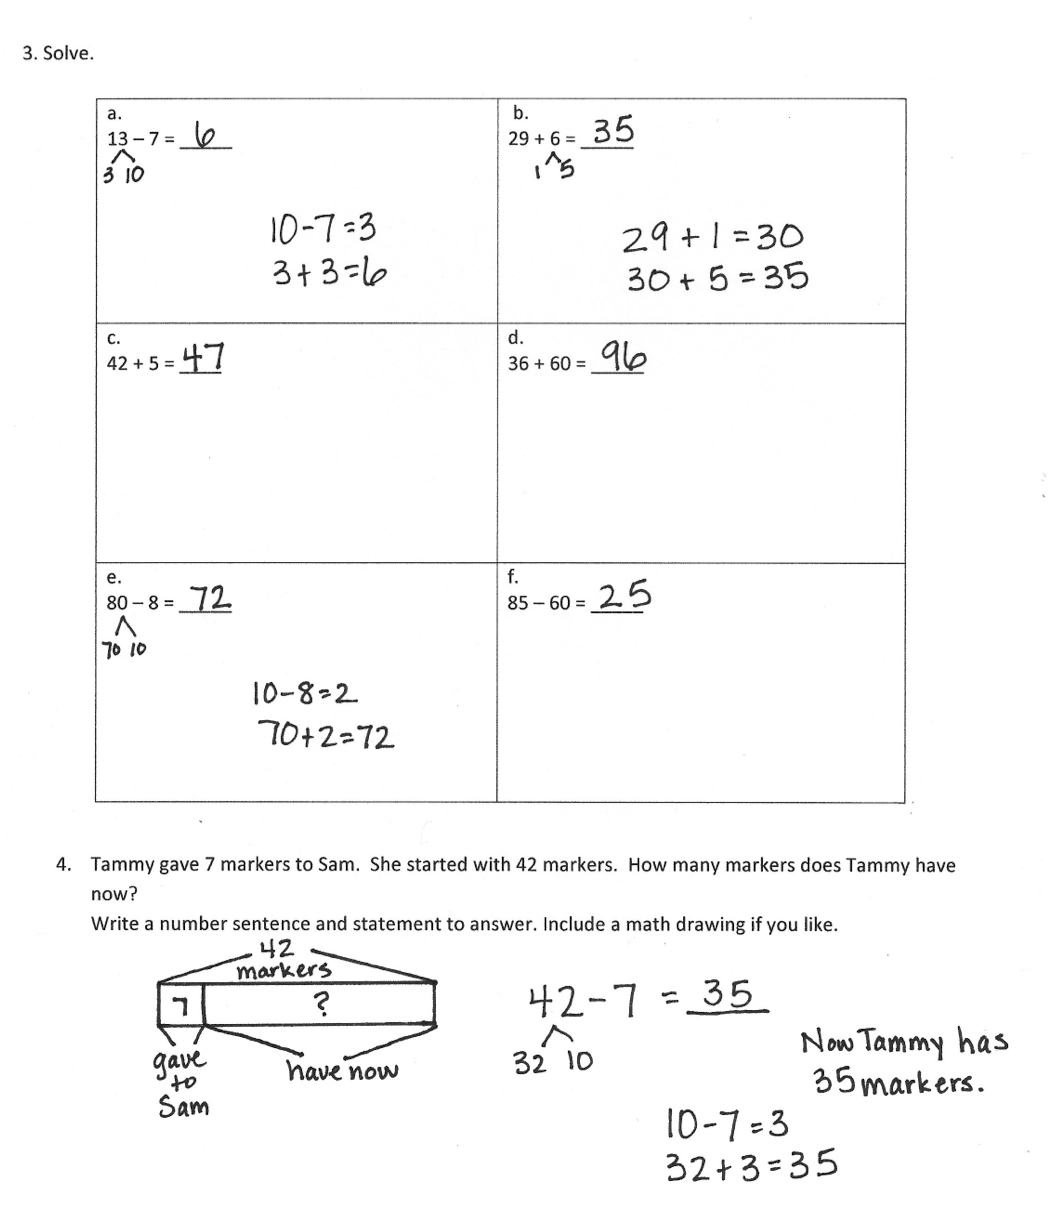 3. Solve.
a.
13 – 7 = 6
3 10
10-7=3
3+3=6
b.
29 + 6 = 35
1 5
29+1=30
30+5=35
c.
42 + 5 = 47
d.
36 + 60 = 96
e.
80 – 8 = 72
70 10
10-8=2
70+2=72
f.
85 – 60 = 25
4. Tammy gave 7 markers to Sam. She started with 42 markers. How many markers does Tammy have
now?
Write a number sentence and statement to answer. Include a math drawing if you like.
42
markers
7 ?
gave
to
Sam
have now
42-7 = 35
32 10
10-7=3
32+3=35
Now Tammy has
35 markers.